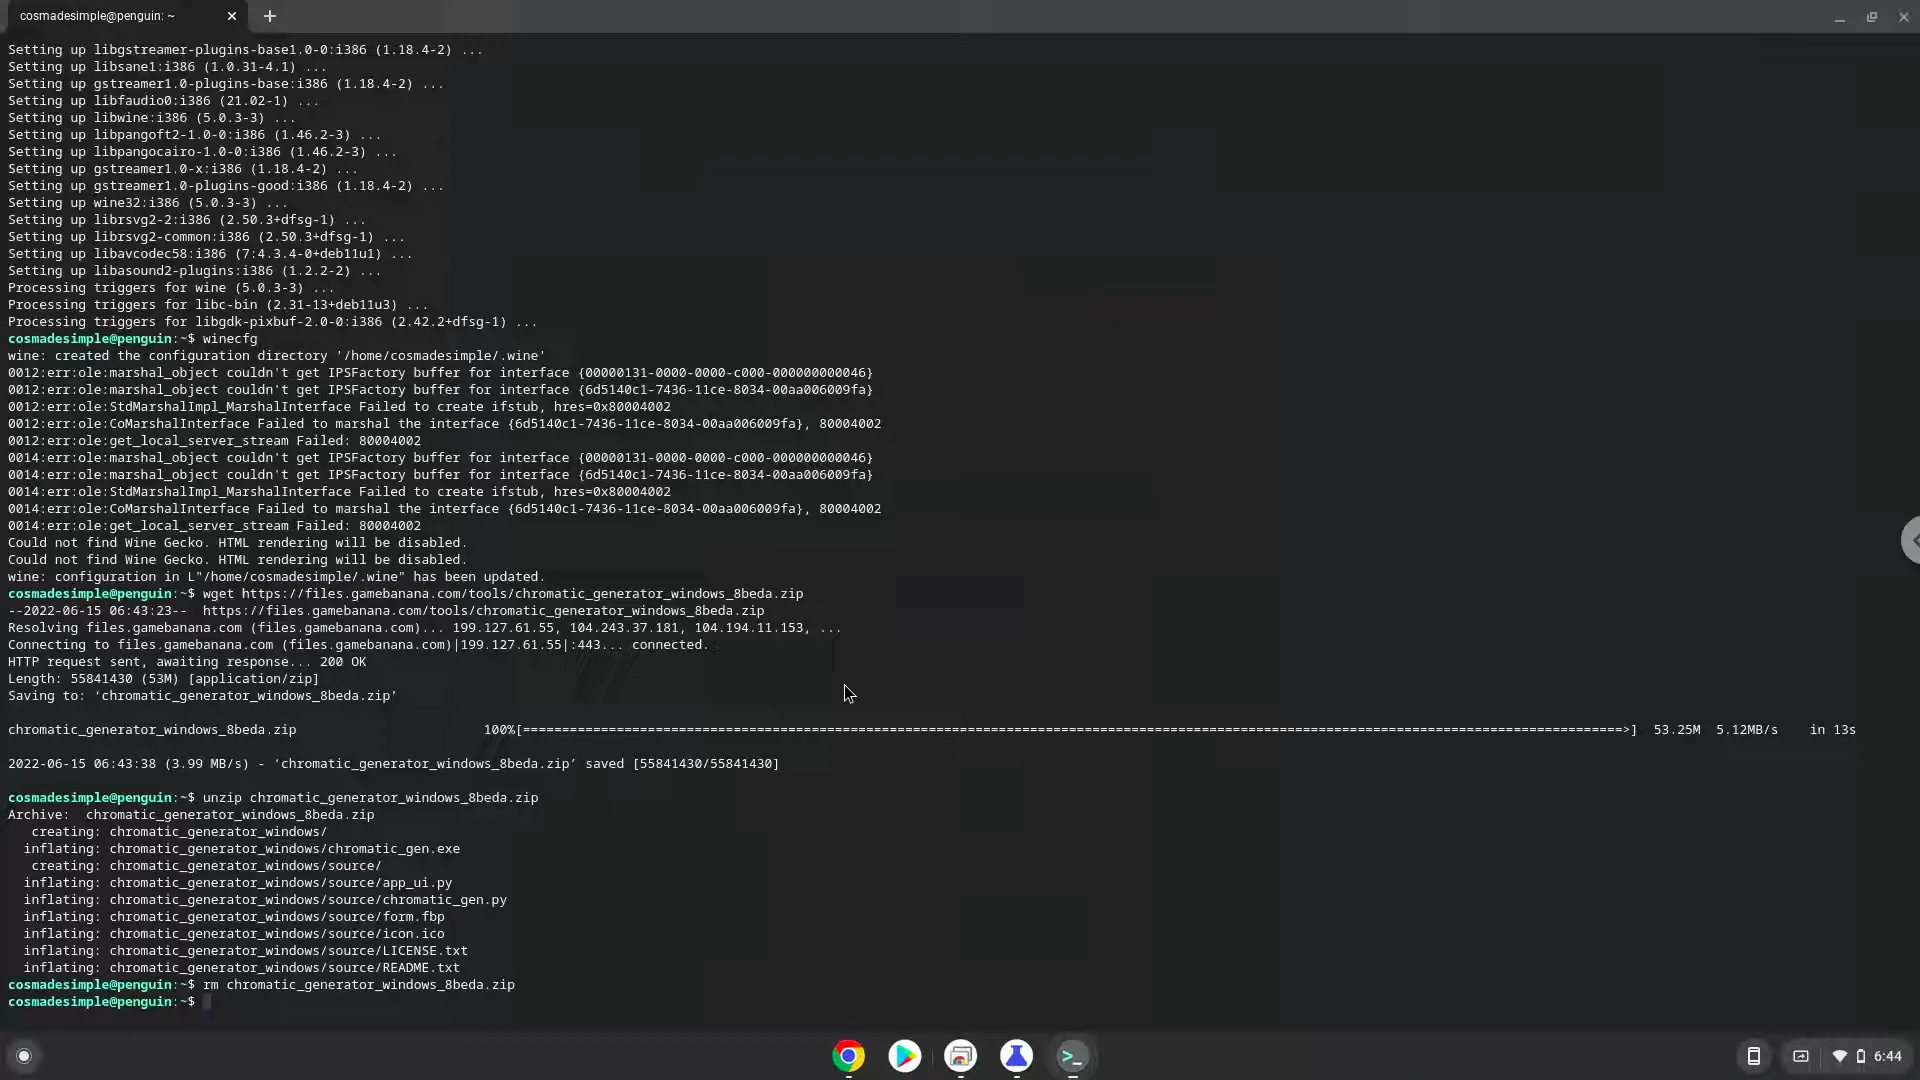 cosmadesimple@penguin: ~
Setting up libgstreamer-plugins-base1.0-0:i386 (1.18.4-2) ...
Setting up libsane1:i386 (1.0.31-4.1) ...
Setting up gstreamer1.0-plugins-base:i386 (1.18.4-2) ...
Setting up libfaudio0:i386 (21.02-1) ...
Setting up libwine:i386 (5.0.3-3) ...
Setting up libpangoft2-1.0-0:i386 (1.46.2-3) ...
Setting up libpangocairo-1.0-0:i386 (1.46.2-3) ...
Setting up gstreamer1.0-x:i386 (1.18.4-2) ...
Setting up gstreamer1.0-plugins-good:i386 (1.18.4-2) ...
Setting up wine32:i386 (5.0.3-3) ...
Setting up librsvg2-2:i386 (2.50.3+dfsg-1) ...
Setting up librsvg2-common:i386 (2.50.3+dfsg-1) ...
Setting up libavcodec58:i386 (7:4.3.4-0+deb11u1) ...
Setting up libasound2-plugins:i386 (1.2.2-2) ...
Processing triggers for wine (5.0.3-3) ...
Processing triggers for libc-bin (2.31-13+deb11u3) ...
Processing triggers for libgdk-pixbuf-2.0-0:i386 (2.42.2+dfsg-1) ...
cosmadesimple@penguin:~$ winecfg
wine: created the configuration directory '/home/cosmadesimple/.wine'
0012:err:ole:marshal_object couldn't get IPSFactory buffer for interface {00000131-0000-0000-c000-000000000046}
0012:err:ole:marshal_object couldn't get IPSFactory buffer for interface {6d5140c1-7436-11ce-8034-00aa006009fa}
0012:err:ole:StdMarshalImpl_MarshalInterface Failed to create ifstub, hres=0x80004002
0012:err:ole:CoMarshalInterface Failed to marshal the interface {6d5140c1-7436-11ce-8034-00aa006009fa}, 80004002
0012:err:ole:get_local_server_stream Failed: 80004002
0014:err:ole:marshal_object couldn't get IPSFactory buffer for interface {00000131-0000-0000-c000-000000000046}
0014:err:ole:marshal_object couldn't get IPSFactory buffer for interface {6d5140c1-7436-11ce-8034-00aa006009fa}
0014:err:ole:StdMarshalImpl_MarshalInterface Failed to create ifstub, hres=0x80004002
0014:err:ole:CoMarshalInterface Failed to marshal the interface {6d5140c1-7436-11ce-8034-00aa006009fa}, 80004002
0014:err:ole:get_local_server_stream Failed: 80004002
Could not find Wine Gecko. HTML rendering will be disabled.
Could not find Wine Gecko. HTML rendering will be disabled.
wine: configuration in L"/home/cosmadesimple/.wine" has been updated.
cosmadesimple@penguin:~$ wget https://files.gamebanana.com/tools/chromatic_generator_windows_8beda.zip
--2022-06-15 06:43:23--  https://files.gamebanana.com/tools/chromatic_generator_windows_8beda.zip
Resolving files.gamebanana.com (files.gamebanana.com)... 199.127.61.55, 104.243.37.181, 104.194.11.153, ...
Connecting to files.gamebanana.com (files.gamebanana.com)|199.127.61.55|:443... connected.
HTTP request sent, awaiting response... 200 OK
Length: 55841430 (53M) [application/zip]
Saving to: ‘chromatic_generator_windows_8beda.zip’
chromatic_generator_windows_8beda.zip 100%[=============================================================================================================================================>] 53.25M 5.12MB/s in 13s
2022-06-15 06:43:38 (3.99 MB/s) - ‘chromatic_generator_windows_8beda.zip’ saved [55841430/55841430]
cosmadesimple@penguin:~$ unzip chromatic_generator_windows_8beda.zip
Archive:  chromatic_generator_windows_8beda.zip
   creating: chromatic_generator_windows/
  inflating: chromatic_generator_windows/chromatic_gen.exe
   creating: chromatic_generator_windows/source/
  inflating: chromatic_generator_windows/source/app_ui.py
  inflating: chromatic_generator_windows/source/chromatic_gen.py
  inflating: chromatic_generator_windows/source/form.fbp
  inflating: chromatic_generator_windows/source/icon.ico
  inflating: chromatic_generator_windows/source/LICENSE.txt
  inflating: chromatic_generator_windows/source/README.txt
cosmadesimple@penguin:~$ rm chromatic_generator_windows_8beda.zip
cosmadesimple@penguin:~$
6:44